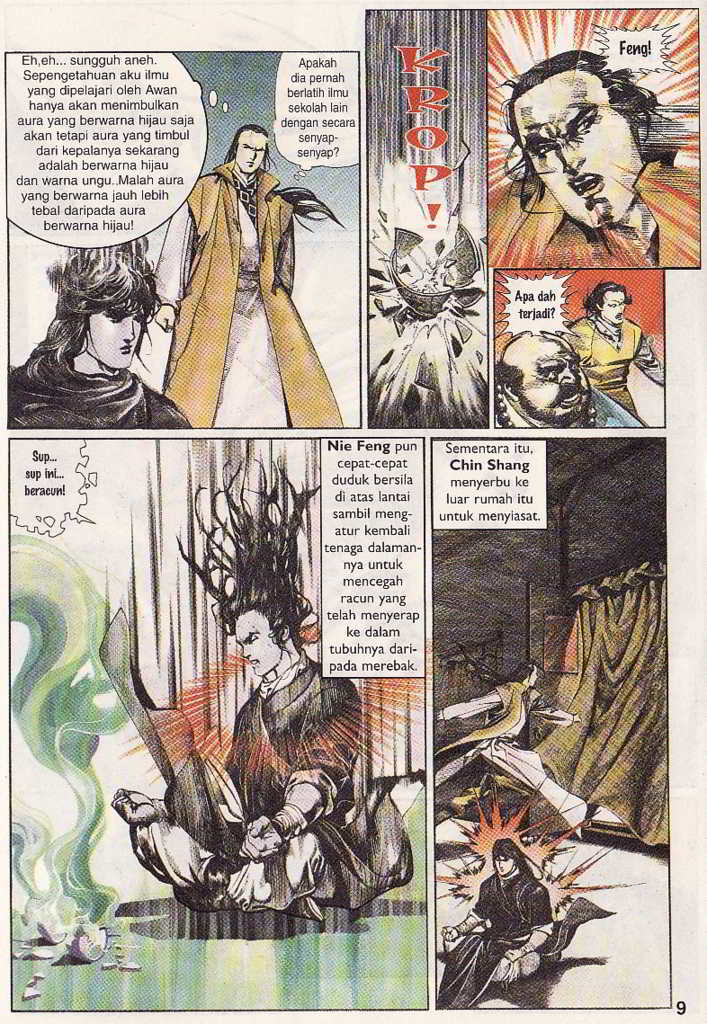 Eh,eh... sungguh aneh.
Sepengetahuan aku ilmu
yang dipelajari oleh Awan
hanya akan menimbulkan
aura yang berwarna hijau saja
akan tetapi aura yang timbul
dari kepalanya sekarang
adalah berwarna hijau
dan warna ungu..Malah aura
yang berwarna jauh lebih
tebal daripada aura
berwarna hijau!
Apakah
dia pernah
berlatih ilmu
sekolah lain
dengan secara
senyap-
senyap?
KROP!
Feng!
Apa dah
terjadi?
Sup...
sup ini...
beracun!
Nie Feng pun
cepat-cepat
duduk bersila
di atas lantai
sambil meng-
atur kembali
tenaga dalaman-
nya untuk
mencegah
racun yang
telah menyerap
ke dalam
tubuhnya dari-
pada merebak.
Sementara itu,
Chin Shang
menyerbu ke
luar rumah itu
untuk menyiasat.
9